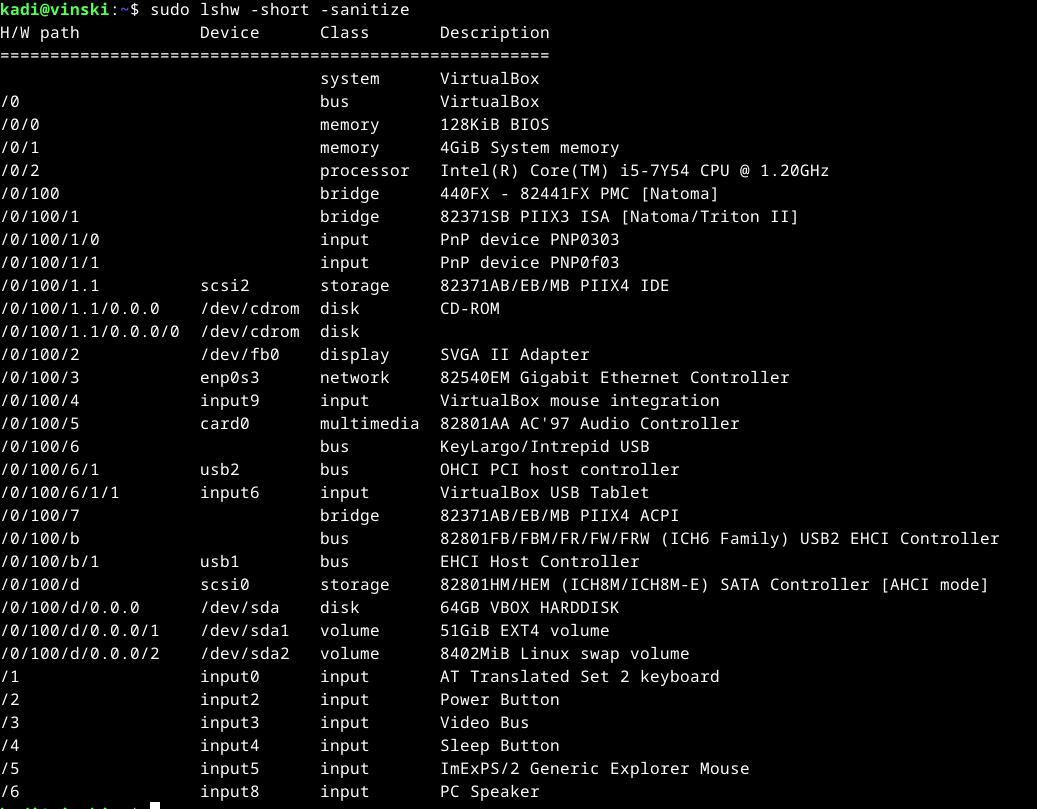 kadi@vinski:~$ sudo lshw -short -sanitize
H/W path            Device      Class       Description
=======================================================
                                system      VirtualBox
/0                              bus         VirtualBox
/0/0                            memory      128KiB BIOS
/0/1                            memory      4GiB System memory
/0/2                            processor   Intel(R) Core(TM) i5-7Y54 CPU @ 1.20GHz
/0/100                          bridge      440FX - 82441FX PMC [Natoma]
/0/100/1                        bridge      82371SB PIIX3 ISA [Natoma/Triton II]
/0/100/1/0                      input       PnP device PNP0303
/0/100/1/1                      input       PnP device PNP0f03
/0/100/1.1          scsi2       storage     82371AB/EB/MB PIIX4 IDE
/0/100/1.1/0.0.0    /dev/cdrom  disk        CD-ROM
/0/100/1.1/0.0.0/0  /dev/cdrom  disk
/0/100/2            /dev/fb0    display     SVGA II Adapter
/0/100/3            enp0s3      network     82540EM Gigabit Ethernet Controller
/0/100/4            input9      input       VirtualBox mouse integration
/0/100/5            card0       multimedia  82801AA AC'97 Audio Controller
/0/100/6                        bus         KeyLargo/Intrepid USB
/0/100/6/1          usb2        bus         OHCI PCI host controller
/0/100/6/1/1        input6      input       VirtualBox USB Tablet
/0/100/7                        bridge      82371AB/EB/MB PIIX4 ACPI
/0/100/b                        bus         82801FB/FBM/FR/FW/FRW (ICH6 Family) USB2 EHCI Controller
/0/100/b/1          usb1        bus         EHCI Host Controller
/0/100/d            scsi0       storage     82801HM/HEM (ICH8M/ICH8M-E) SATA Controller [AHCI mode]
/0/100/d/0.0.0      /dev/sda    disk        64GB VBOX HARDDISK
/0/100/d/0.0.0/1    /dev/sda1   volume      51GiB EXT4 volume
/0/100/d/0.0.0/2    /dev/sda2   volume      8402MiB Linux swap volume
/1                  input0      input       AT Translated Set 2 keyboard
/2                  input2      input       Power Button
/3                  input3      input       Video Bus
/4                  input4      input       Sleep Button
/5                  input5      input       ImExPS/2 Generic Explorer Mouse
/6                  input8      input       PC Speaker